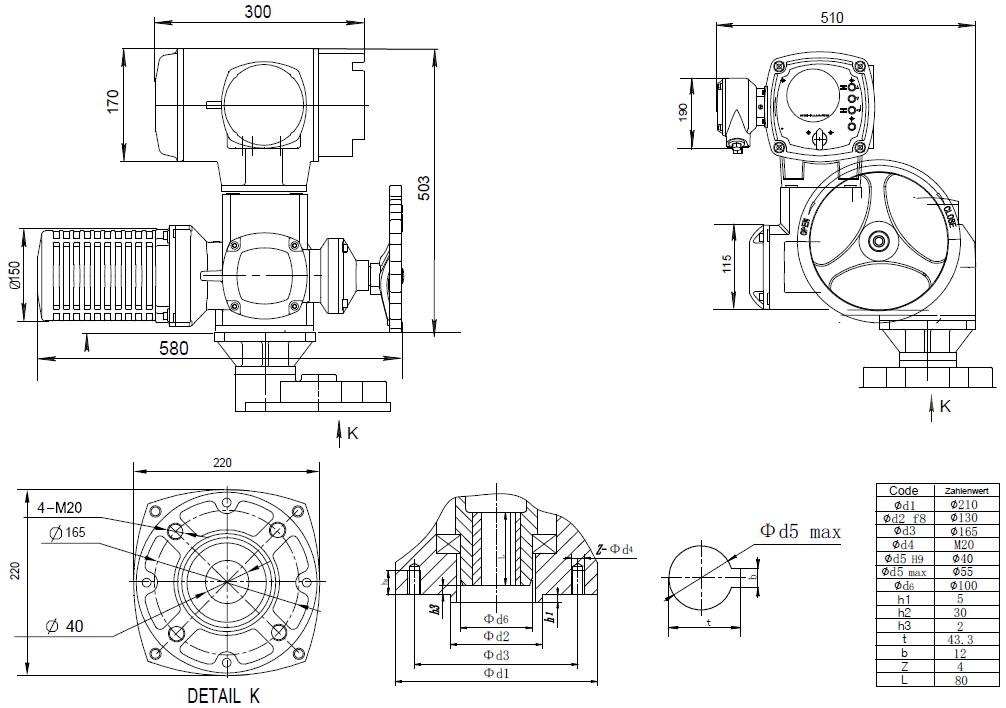 300
170
503
Ø150
580
K
510
190
OPEN
CLOSE
115
K
220
4-M20
Ø165
220
Ø 40
DETAIL K
L
Z-Φd4
h3
h1
Φd6
Φd2
Φd3
Φd1
Φd5 max
b
t
Code Zahlenwert
Φd1 Φ210
Φd2 f8 Φ130
Φd3 Φ165
Φd4 M20
Φd5 H9 Φ40
Φd5 max Φ55
Φd6 Φ100
h1 5
h2 30
h3 2
t 43.3
b 12
Z 4
L 80